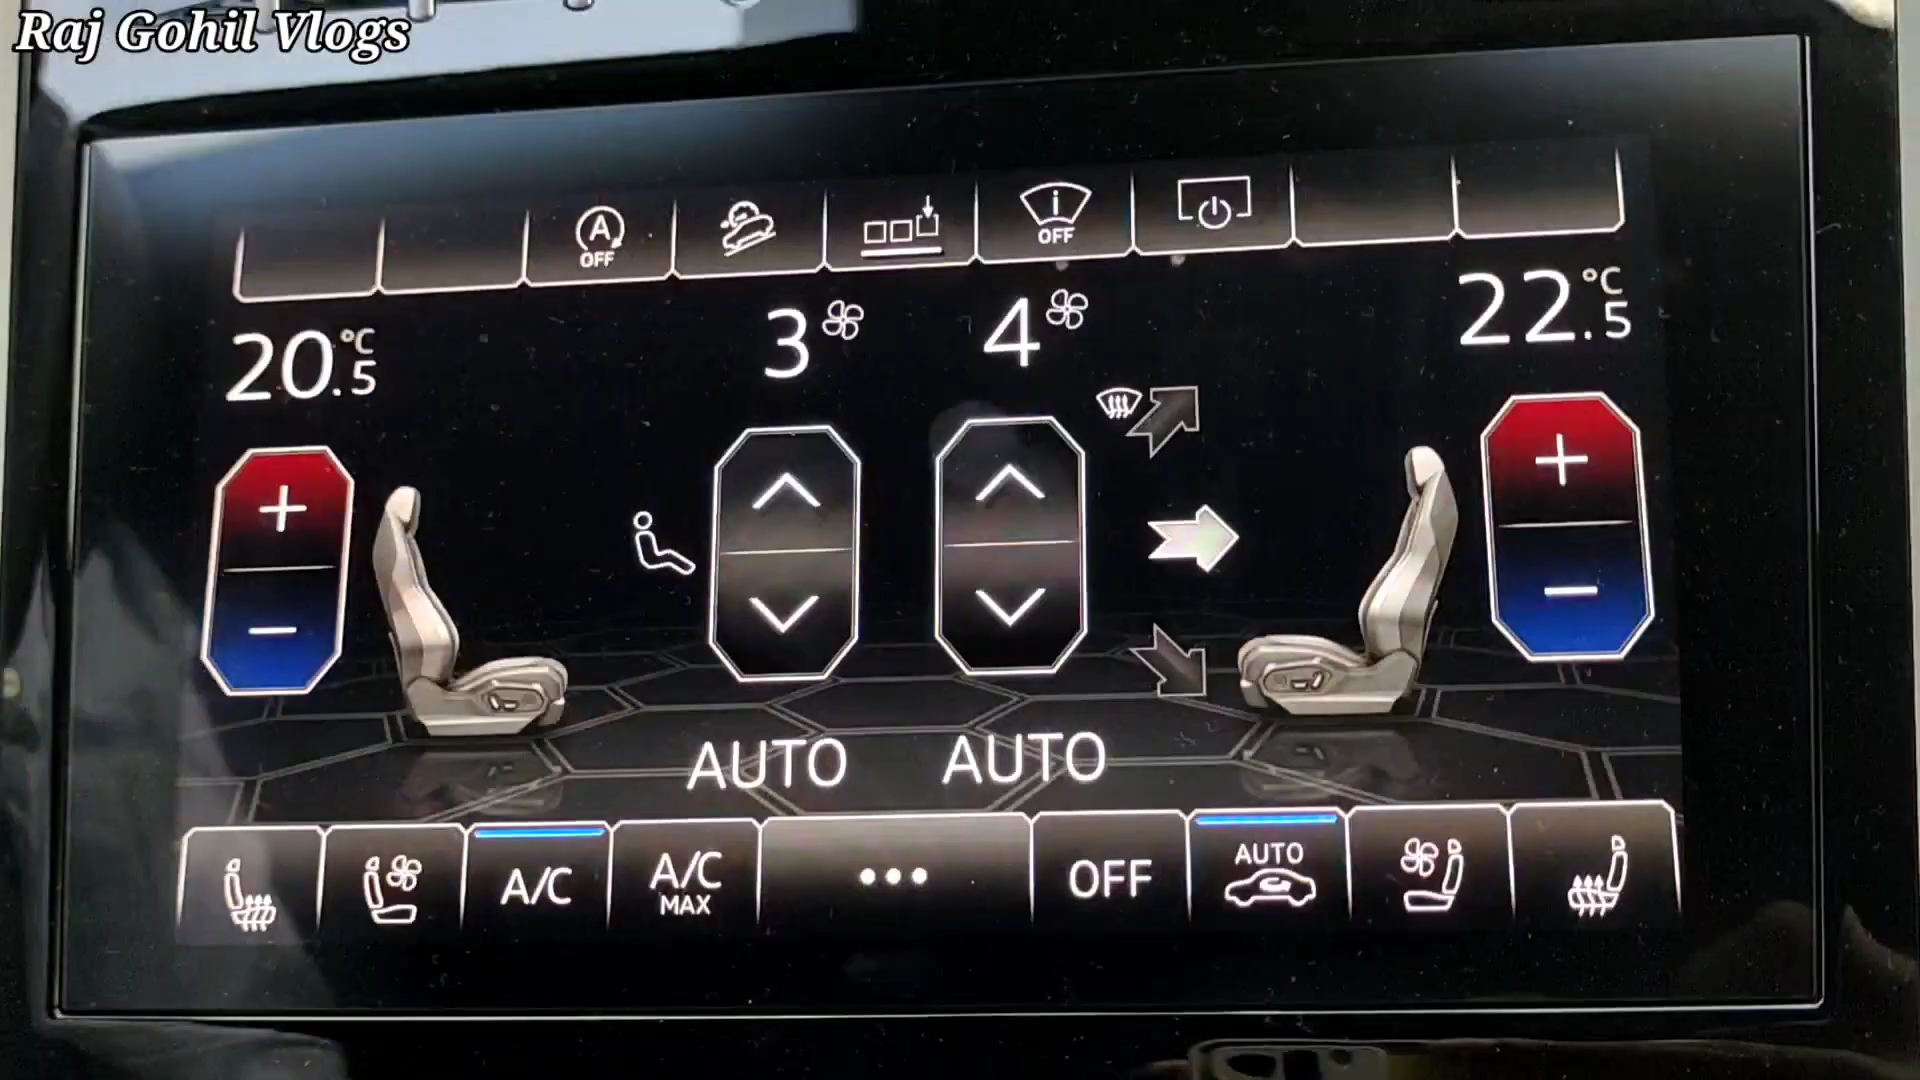 Raj Gohil Vlogs
A
OFF
i
OFF
20.5 °C
3
4
22.5 °C
AUTO
AUTO
A/C
A/C
MAX
OFF
AUTO